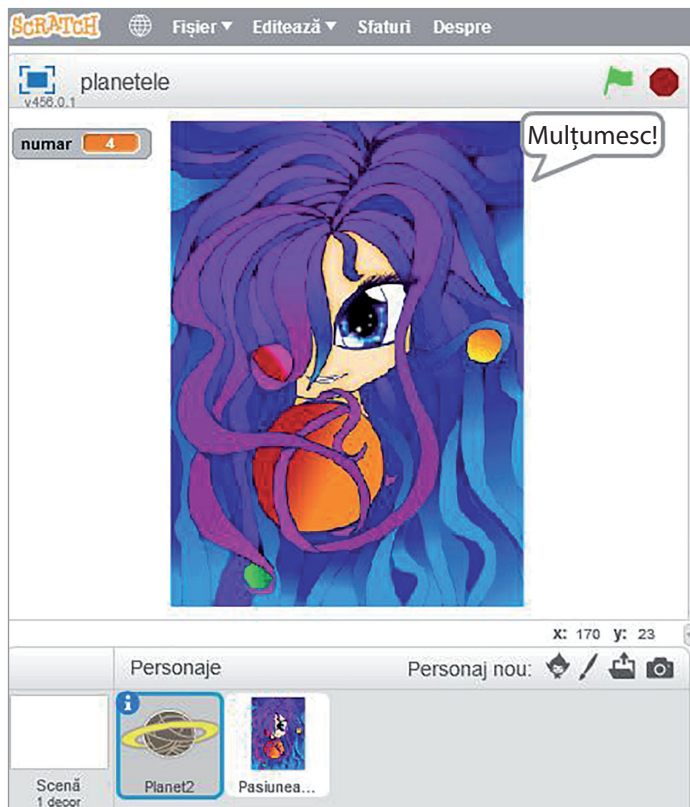 SCRATCH Fișier Editează Sfaturi Despre
planetele
v456.0.1
numar 4
Mulțumesc!
x: 170 y: 23
Personaje Personaj nou:
Scenă
1 decor
Planet2
Pasiunea...